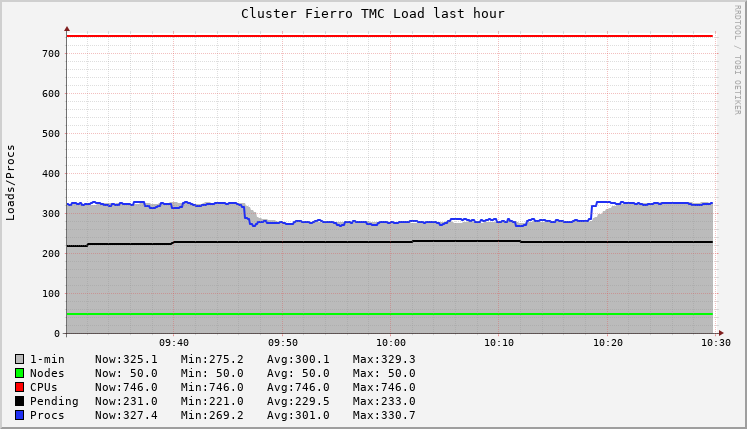 Cluster Fierro TMC Load last hour
RRDTOOL / TOBI OETIKER
Loads/Procs
700
600
500
400
300
200
100
0
09:40 09:50 10:00 10:10 10:20 10:30
1-min Now:325.1 Min:275.2 Avg:300.1 Max:329.3
Nodes Now: 50.0 Min: 50.0 Avg: 50.0 Max: 50.0
CPUs Now:746.0 Min:746.0 Avg:746.0 Max:746.0
Pending Now:231.0 Min:221.0 Avg:229.5 Max:233.0
Procs Now:327.4 Min:269.2 Avg:301.0 Max:330.7